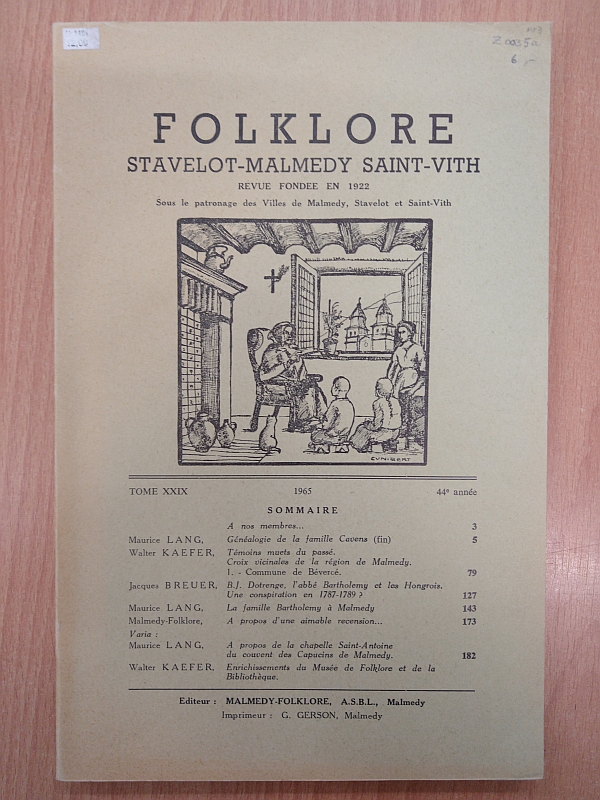 Z0035a
6
FOLKLORE
STAVELOT-MALMEDY SAINT-VITH
REVUE FONDEE EN 1922
Sous le patronage des Villes de Malmedy, Stavelot et Saint-Vith
CUNIBERT
TOME XXIX 1965 44e année
SOMMAIRE
A nos membres... 3
Maurice LANG, Généalogie de la famille Cavens (fin) 5
Walter KAEFER, Témoins muets du passé.
Croix vicinales de la région de Malmedy.
1. - Commune de Bévercé. 79
Jacques BREUER, B.J. Dotrenge, l'abbé Bartholemy et les Hongrois.
Une conspiration en 1787-1789 ? 127
Maurice LANG, La famille Bartholemy à Malmedy 143
Malmedy-Folklore, A propos d'une aimable recension... 173
Varia :
Maurice LANG, A propos de la chapelle Saint-Antoine
du couvent des Capucins de Malmedy. 182
Walter KAEFER, Enrichissements du Musée de Folklore et de la
Bibliothèque.
Editeur : MALMEDY-FOLKLORE, A.S.B.L., Malmedy
Imprimeur : G. GERSON, Malmedy